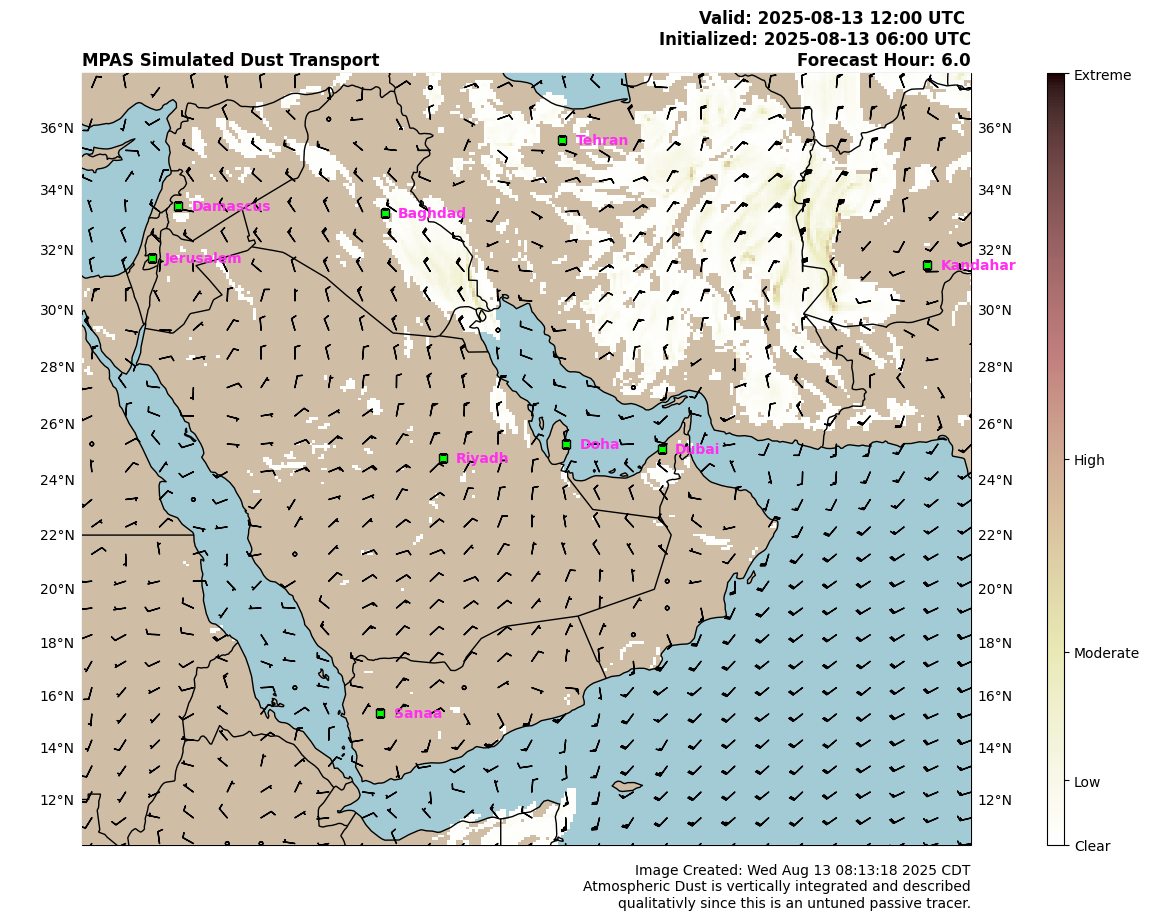 Valid: 2025-08-13 12:00 UTC
Initialized: 2025-08-13 06:00 UTC
MPAS Simulated Dust Transport
Forecast Hour: 6.0
Extreme
36°N
36°N
Tehran
34°N
34°N
Damascus
Baghdad
32°N
32°N
Jerusalem
Kandahar
30°N
30°N
28°N
28°N
26°N
26°N
Doha
Dubai
Riyadh
High
24°N
24°N
22°N
22°N
20°N
20°N
18°N
18°N
Moderate
16°N
16°N
Sanaa
14°N
14°N
Low
12°N
12°N
Clear
Image Created: Wed Aug 13 08:13:18 2025 CDT
Atmospheric Dust is vertically integrated and described
qualitativly since this is an untuned passive tracer.